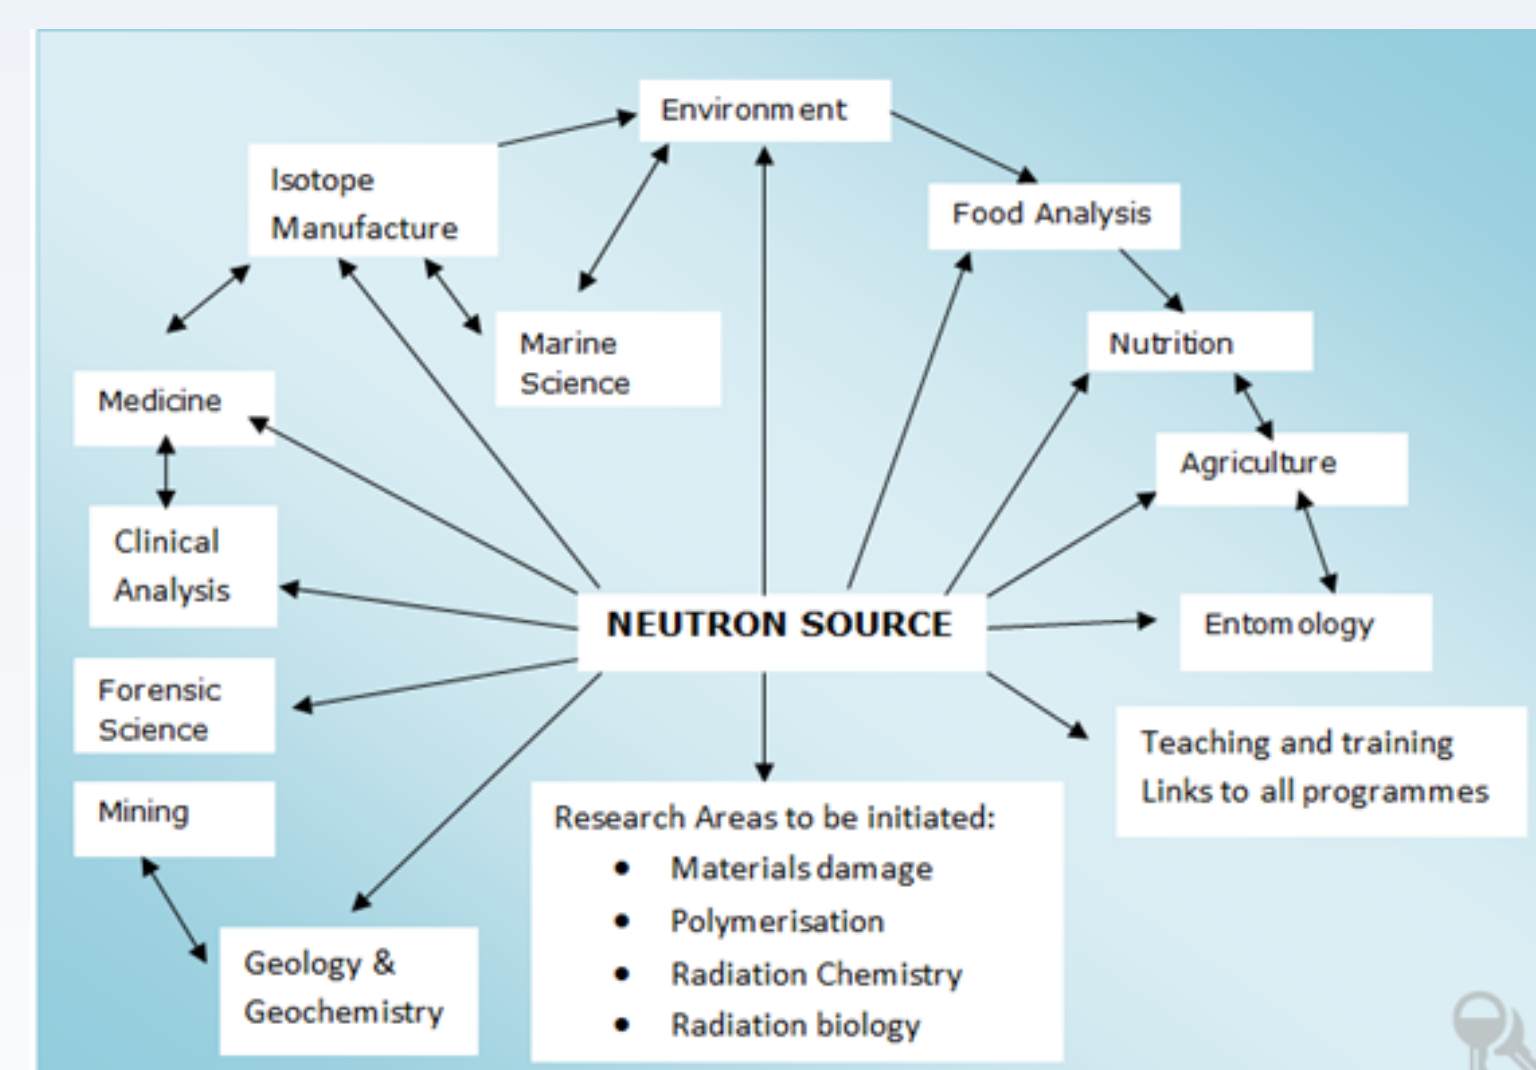 Environment
Isotope
Manufacture
Food Analysis
Marine
Science
Nutrition
Medicine
Agriculture
Clinical
Analysis
NEUTRON SOURCE
Entomology
Forensic
Science
Teaching and training
Links to all programmes
Mining
Research Areas to be initiated:
• Materials damage
• Polymerisation
• Radiation Chemistry
• Radiation biology
Geology &
Geochemistry